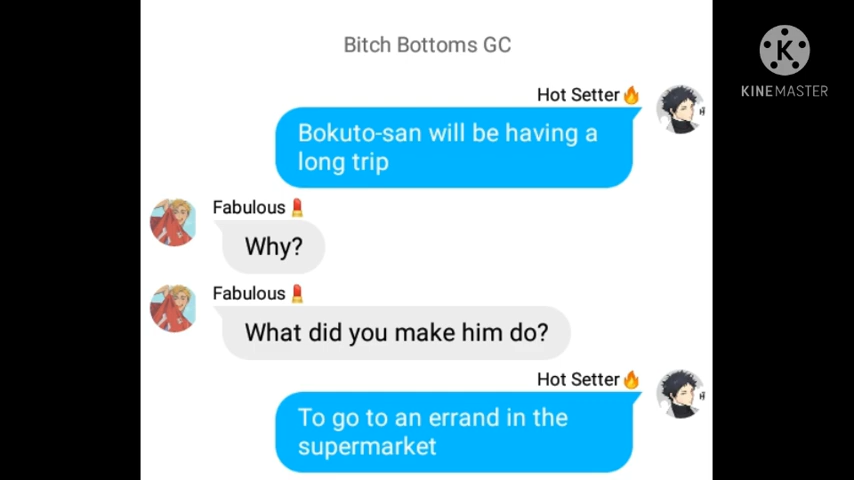 Bitch Bottoms GC
KINEMASTER
Hot Setter🔥
Bokuto-san will be having a
long trip
Fabulous💄
Why?
Fabulous💄
What did you make him do?
Hot Setter🔥
To go to an errand in the
supermarket